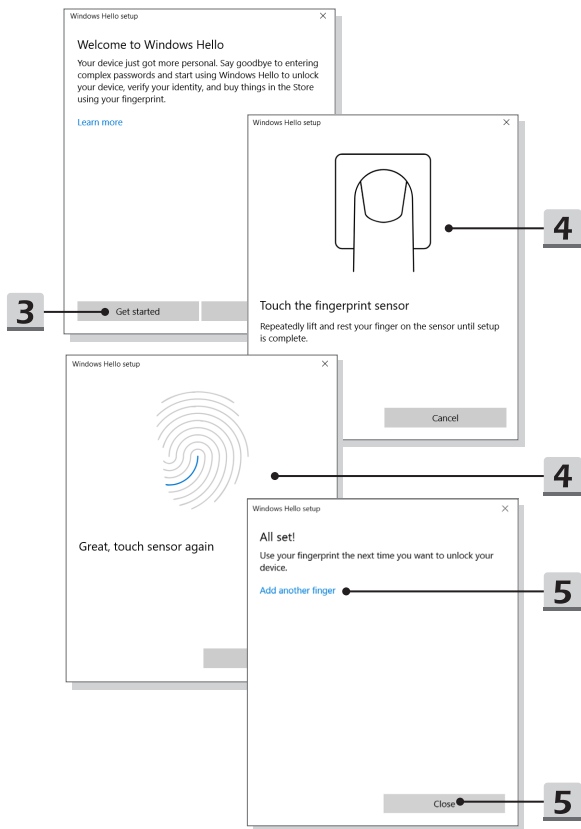 Windows Hello setup
Welcome to Windows Hello
Your device just got more personal. Say goodbye to entering
complex passwords and start using Windows Hello to unlock
your device, verify your identity, and buy things in the Store
using your fingerprint.
Learn more
3
Get started
Windows Hello setup
4
Touch the fingerprint sensor
Repeatedly lift and rest your finger on the sensor until setup
is complete.
Cancel
Windows Hello setup
4
Great, touch sensor again
Windows Hello setup
All set!
Use your fingerprint the next time you want to unlock your
device.
Add another finger
5
Close
5